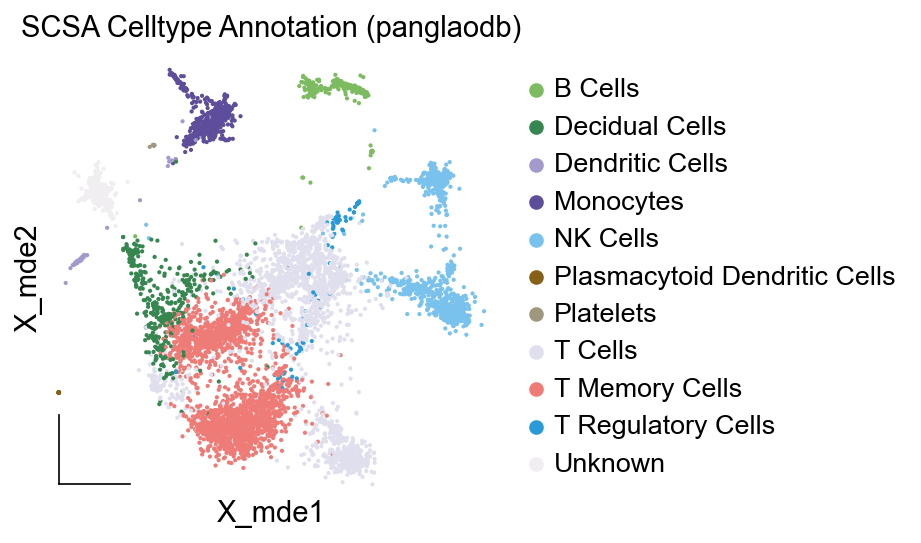 SCSA Celltype Annotation (panglaodb)
B Cells
Decidual Cells
Dendritic Cells
Monocytes
NK Cells
Plasmacytoid Dendritic Cells
Platelets
T Cells
T Memory Cells
T Regulatory Cells
Unknown
X_mde2
X_mde1